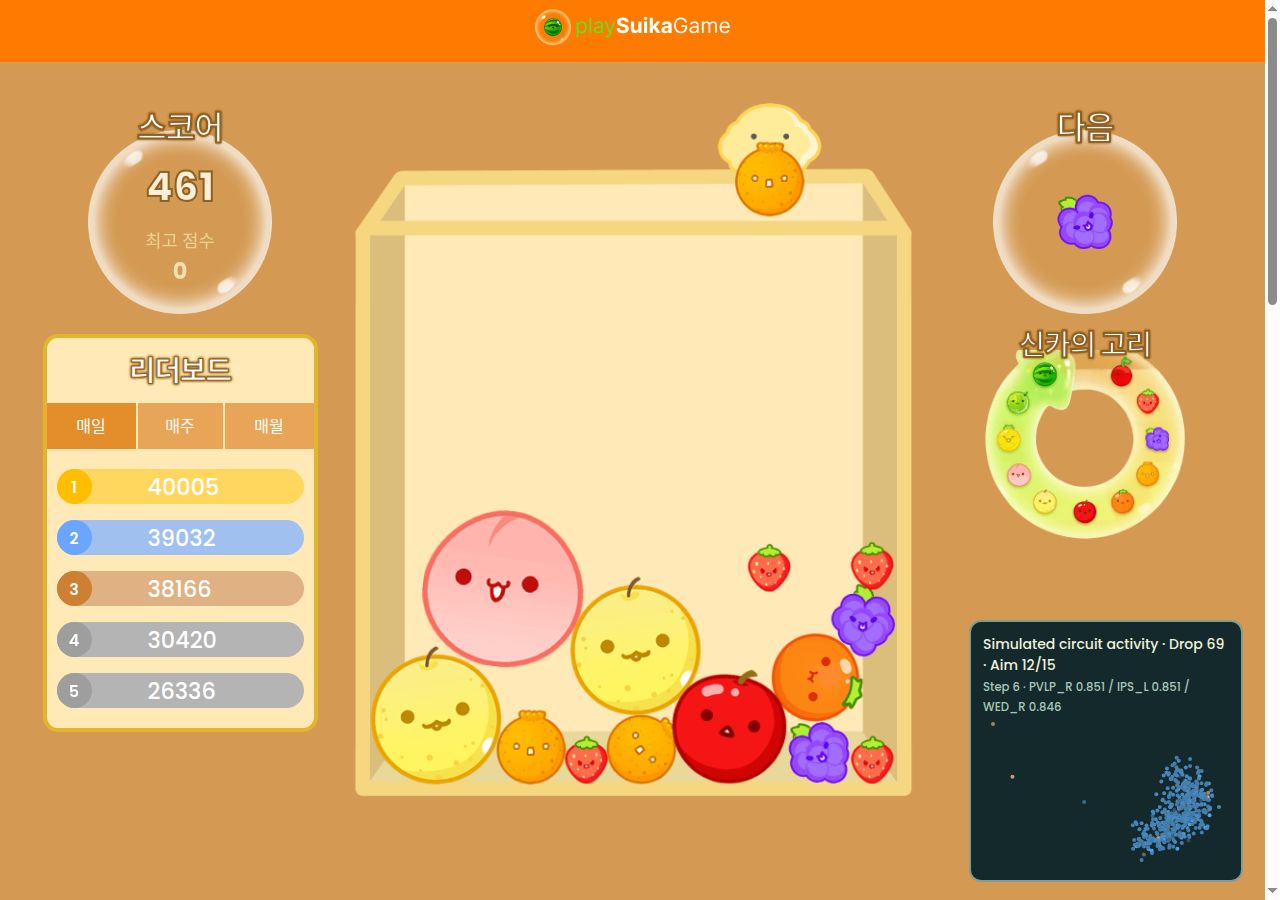 playSuikaGame
스코어
461
최고 점수
0
리더보드
매일 매주 매월
1 40005
2 39032
3 38166
4 30420
5 26336
다음
신카의 고리
Simulated circuit activity · Drop 69
· Aim 12/15
Step 6 · PVLP_R 0.851 / IPS_L 0.851 /
WED_R 0.846